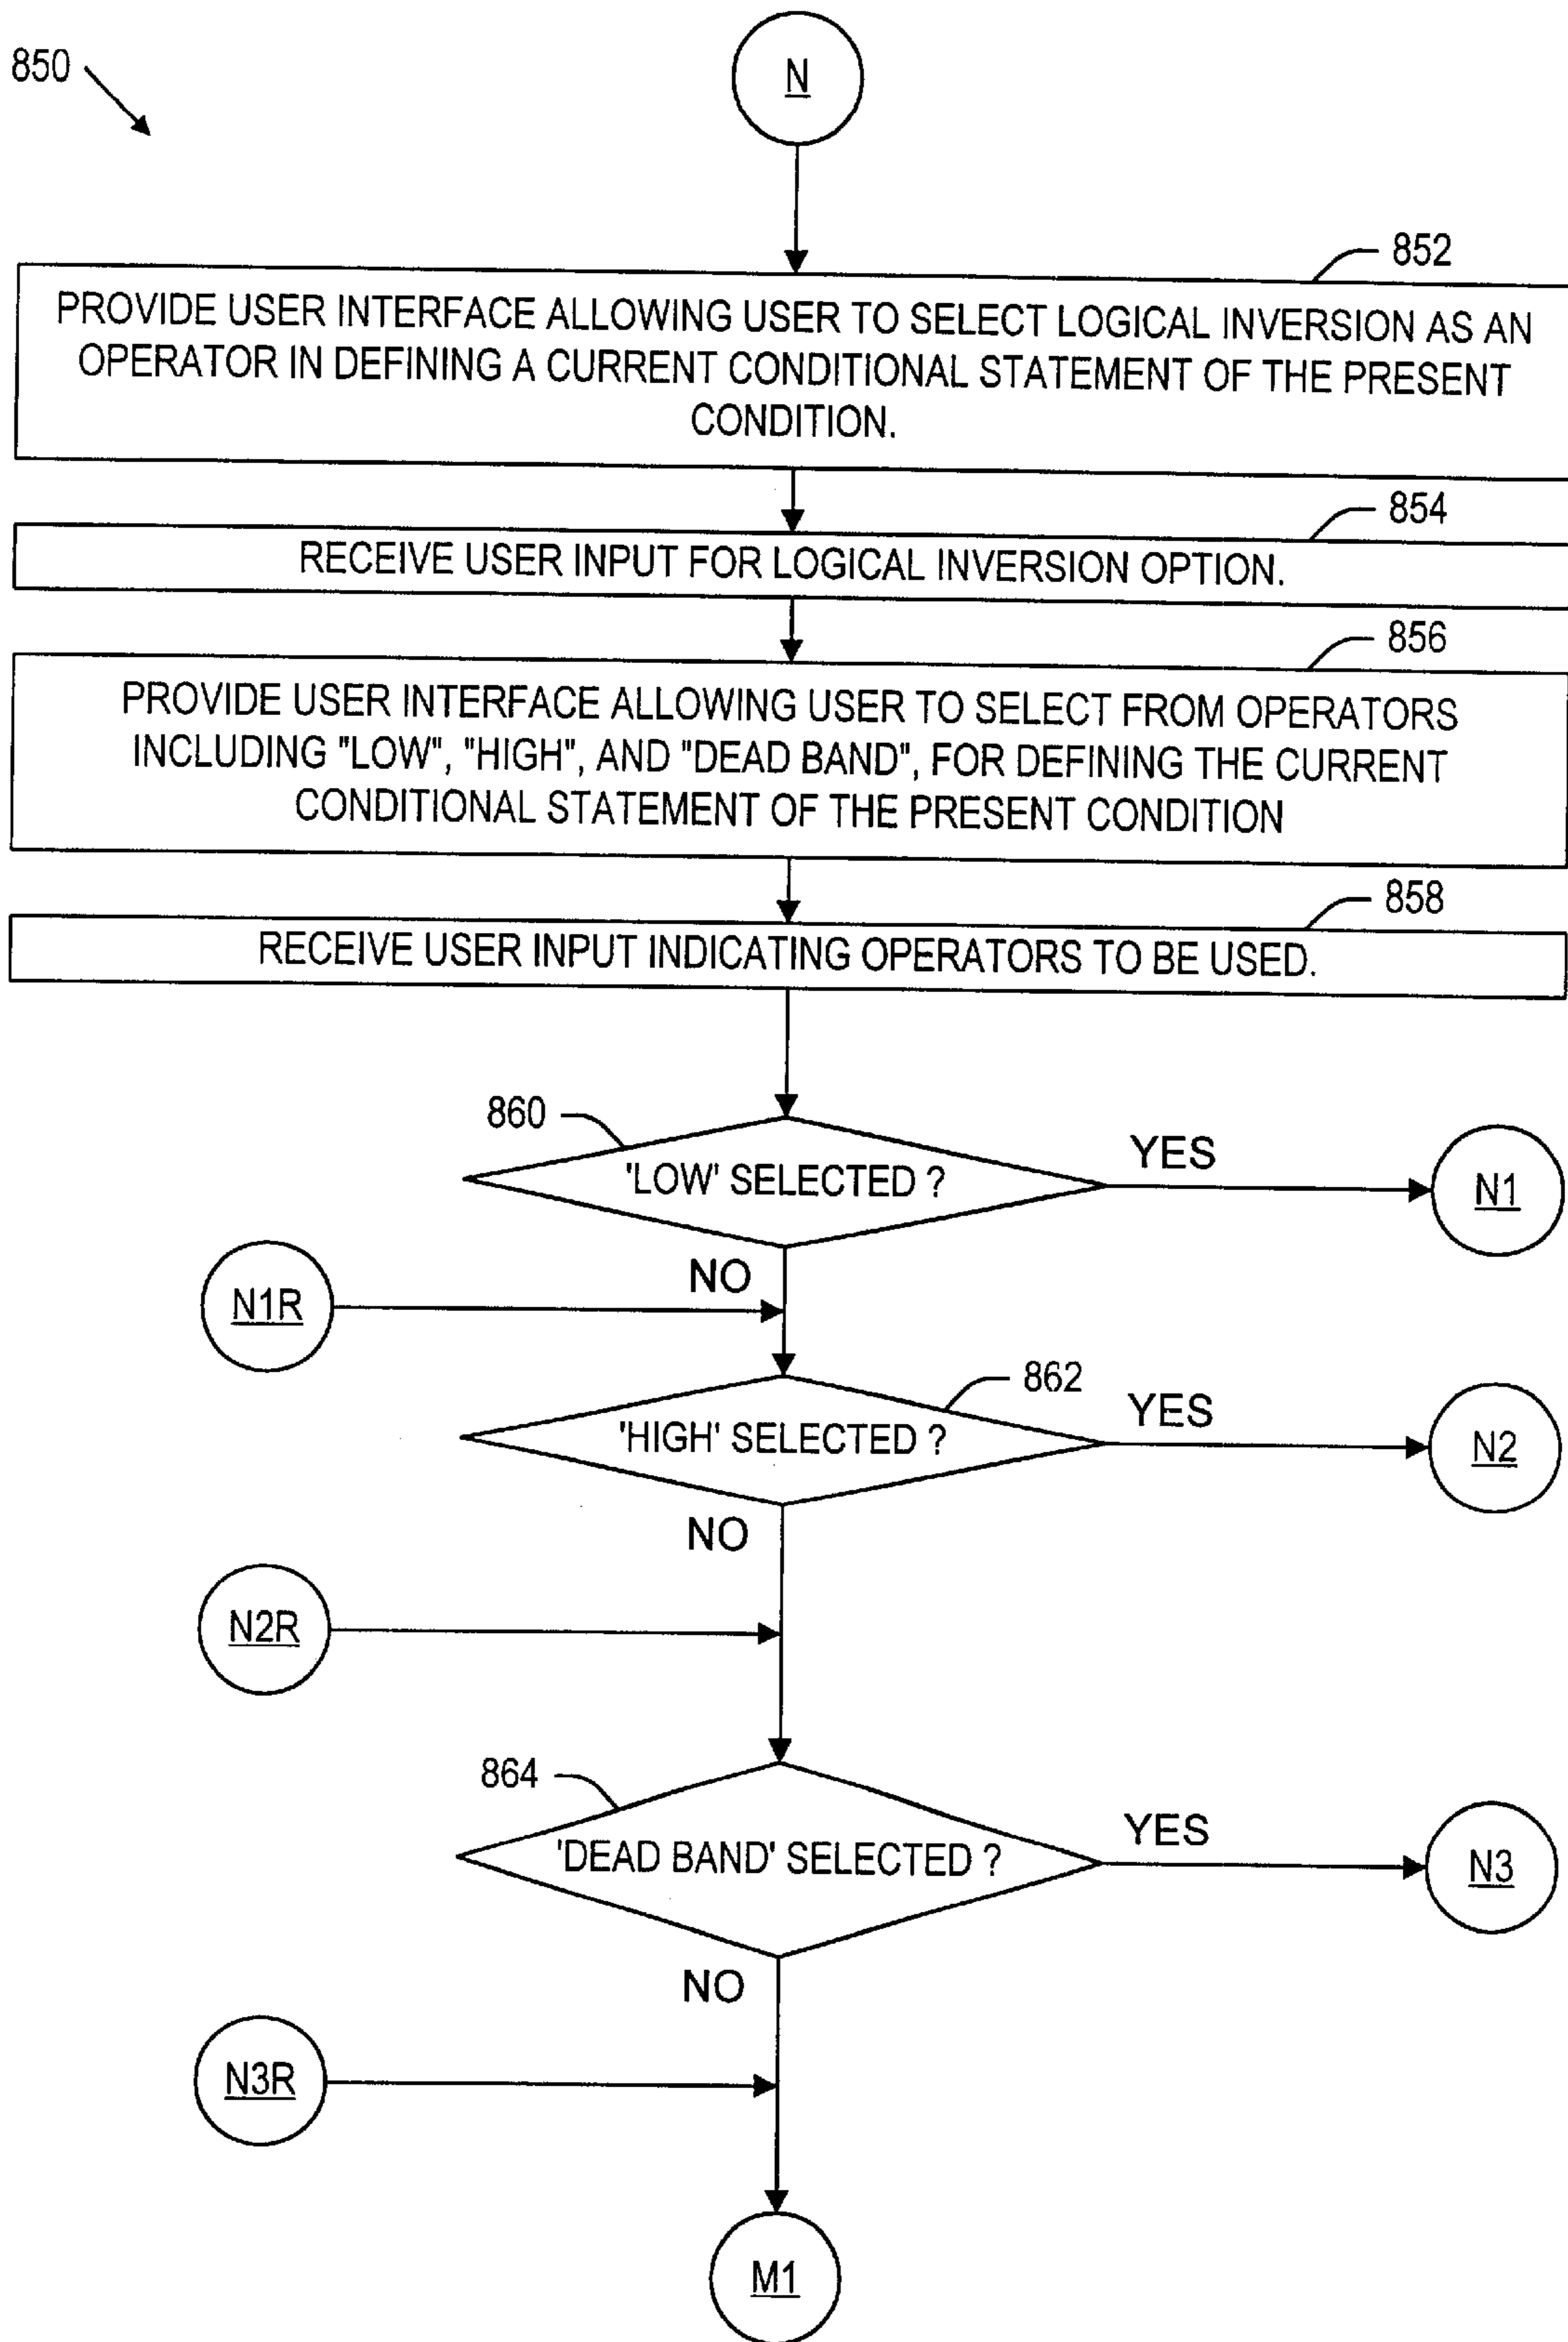 850
N
852
PROVIDE USER INTERFACE ALLOWING USER TO SELECT LOGICAL INVERSION AS AN
OPERATOR IN DEFINING A CURRENT CONDITIONAL STATEMENT OF THE PRESENT
CONDITION.
854
RECEIVE USER INPUT FOR LOGICAL INVERSION OPTION.
856
PROVIDE USER INTERFACE ALLOWING USER TO SELECT FROM OPERATORS
INCLUDING "LOW", "HIGH", AND "DEAD BAND", FOR DEFINING THE CURRENT
CONDITIONAL STATEMENT OF THE PRESENT CONDITION
858
RECEIVE USER INPUT INDICATING OPERATORS TO BE USED.
860
'LOW' SELECTED ?
YES
N1
NO
N1R
862
'HIGH' SELECTED ?
YES
N2
NO
N2R
864
'DEAD BAND' SELECTED ?
YES
N3
NO
N3R
M1